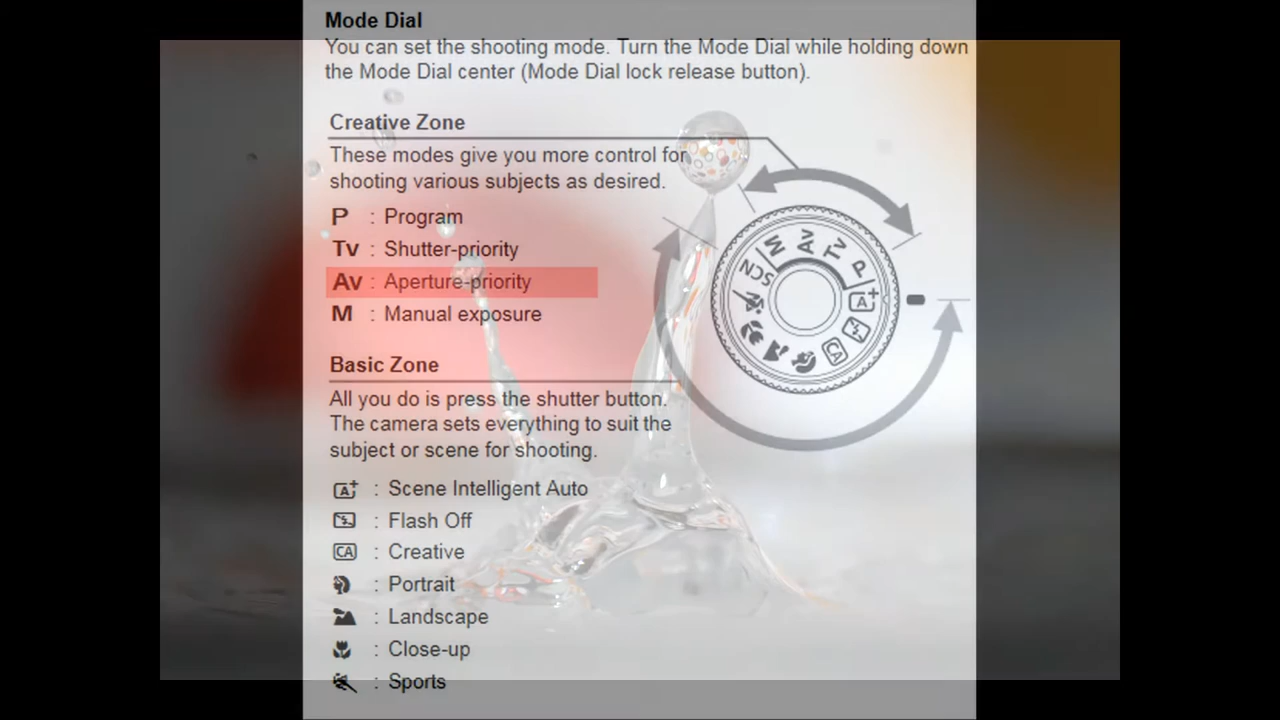 Mode Dial
You can set the shooting mode. Turn the Mode Dial while holding down
the Mode Dial center (Mode Dial lock release button).
Creative Zone
These modes give you more control for
shooting various subjects as desired.
P : Program
Tv : Shutter-priority
Av : Aperture-priority
M : Manual exposure
SCN M Av Tv P A+ CA
Basic Zone
All you do is press the shutter button.
The camera sets everything to suit the
subject or scene for shooting.
A+ : Scene Intelligent Auto
: Flash Off
CA : Creative
: Portrait
: Landscape
: Close-up
: Sports